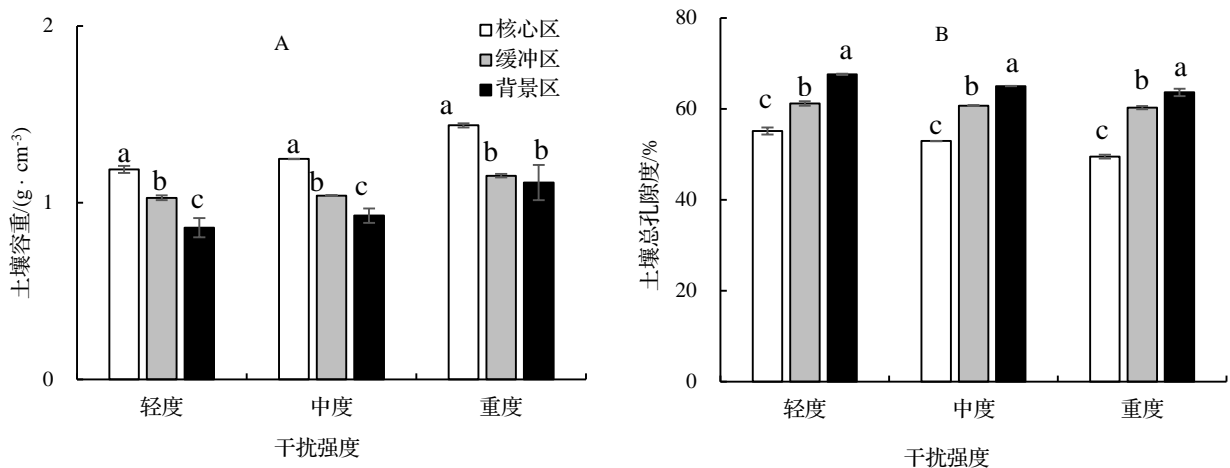 A
核心区
缓冲区
背景区
土壤容重/(g· cm-3)
2
1
0
a
b
c
a
b
c
a
b
b
轻度
中度
重度
干扰强度
B
土壤总孔隙度/%
80
60
40
20
0
c
b
a
c
b
a
c
b
a
轻度
中度
重度
干扰强度